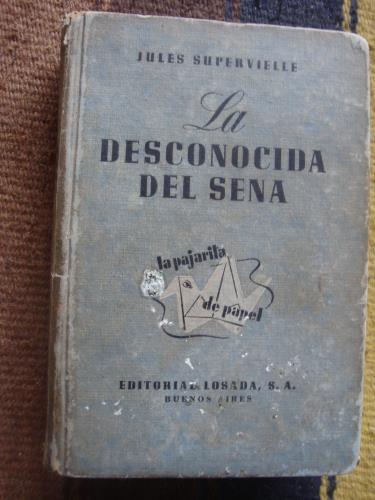 JULES SUPERVIELLE
La
DESCONOCIDA
DEL SENA
la pajarita
de papel
EDITORIAL LOSADA, S. A.
BUENOS AIRES